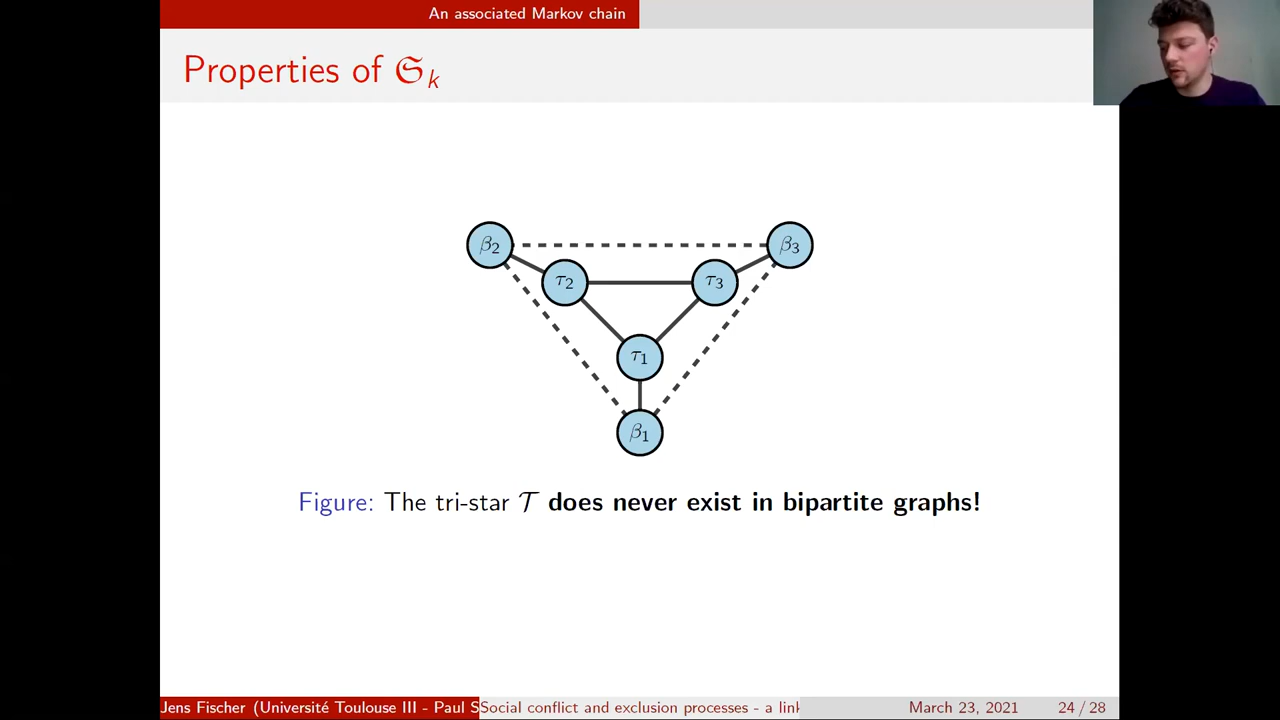 An associated Markov chain
Properties of 𝔖k
β2
β3
τ2
τ3
τ1
β1
Figure: The tri-star 𝒯 does never exist in bipartite graphs!
Jens Fischer (Université Toulouse III - Paul S
Social conflict and exclusion processes - a link
March 23, 2021
24 / 28